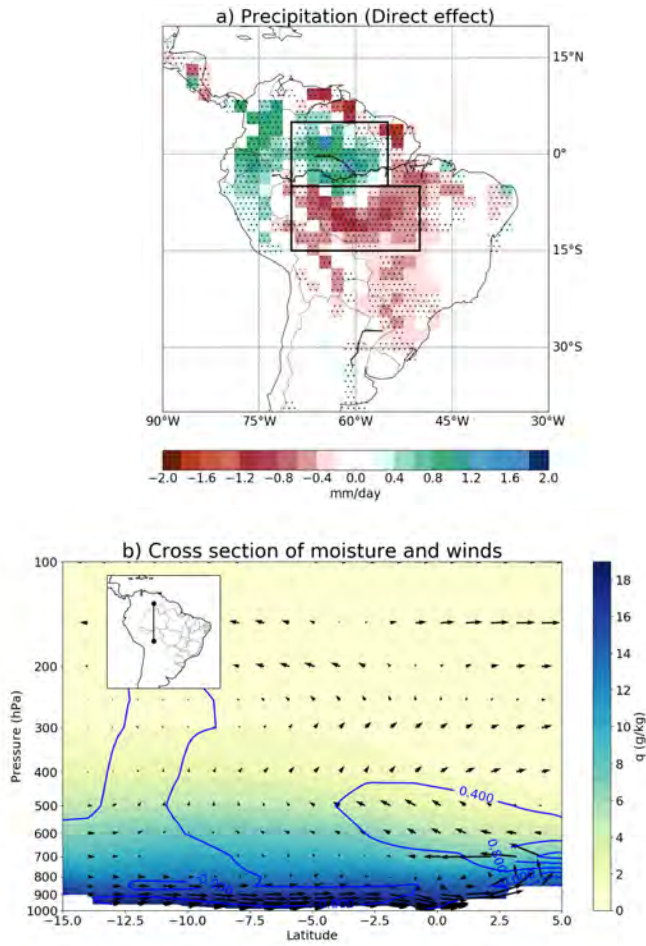 a) Precipitation (Direct effect)
15°N
0°
15°S
30°S
90°W 75°W 60°W 45°W 30°W
−2.0 −1.6 −1.2 −0.8 −0.4 0.0 0.4 0.8 1.2 1.6 2.0
mm/day
b) Cross section of moisture and winds
100
200
300
400
500
600
700
800
900
1000
Pressure (hPa)
0.400
0.800
−15.0 −12.5 −10.0 −7.5 −5.0 −2.5 0.0 2.5 5.0
Latitude
18
16
14
12
10
8
6
4
2
0
q (g/kg)